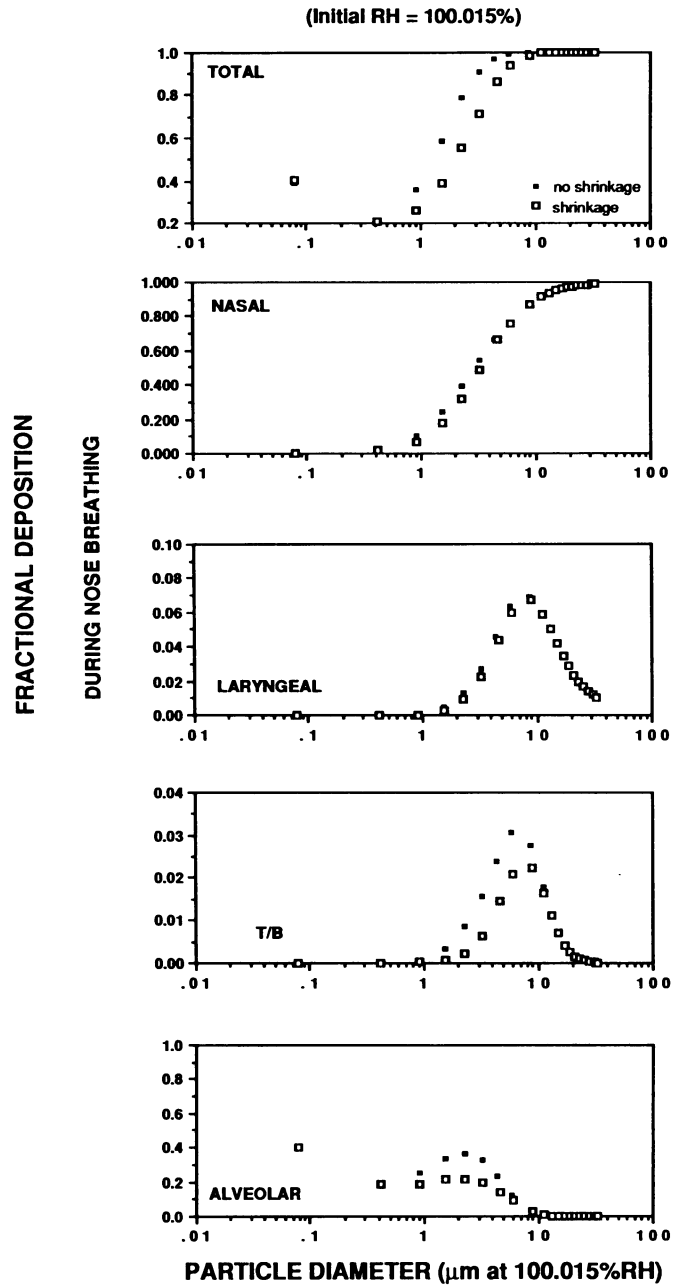 (Initial RH = 100.015%)
FRACTIONAL DEPOSITION
DURING NOSE BREATHING
1.0
0.8
0.6
0.4
0.2
TOTAL
no shrinkage
shrinkage
.01 .1 1 10 100
1.000
0.800
0.600
0.400
0.200
0.000
NASAL
.01 .1 1 10 100
0.10
0.08
0.06
0.04
0.02
0.00
LARYNGEAL
.01 .1 1 10 100
0.04
0.03
0.02
0.01
0.00
T/B
.01 .1 1 10 100
1.0
0.8
0.6
0.4
0.2
0.0
ALVEOLAR
.01 .1 1 10 100
PARTICLE DIAMETER (µm at 100.015%RH)